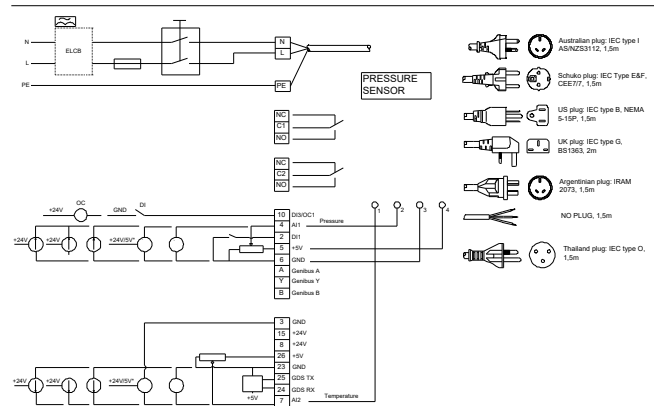 N
L
PE
ELCB
N
L
PE
PRESSURE
SENSOR
NC
C1
NO
NC
C2
NO
+24V
OC
GND
DI
10 DI3/OC1
4 AI1
Pressure
2 DI1
5 +5V
6 GND
A Genibus A
Y Genibus Y
B Genibus B
+24V
+24V
+24V/5V*
1
2
3
4
3 GND
15 +24V
8 +24V
26 +5V
23 GND
25 GDS TX
24 GDS RX
7 AI2
Temperature
+24V
+24V
+24V/5V*
+5V
Australian plug: IEC type I
AS/NZS3112, 1,5m
Schuko plug: IEC Type E&F,
CEE7/7, 1,5m
US plug: IEC type B, NEMA
5-15P, 1,5m
UK plug: IEC type G,
BS1363, 2m
Argentinian plug: IRAM
2073, 1,5m
NO PLUG, 1,5m
Thailand plug: IEC type O,
1,5m